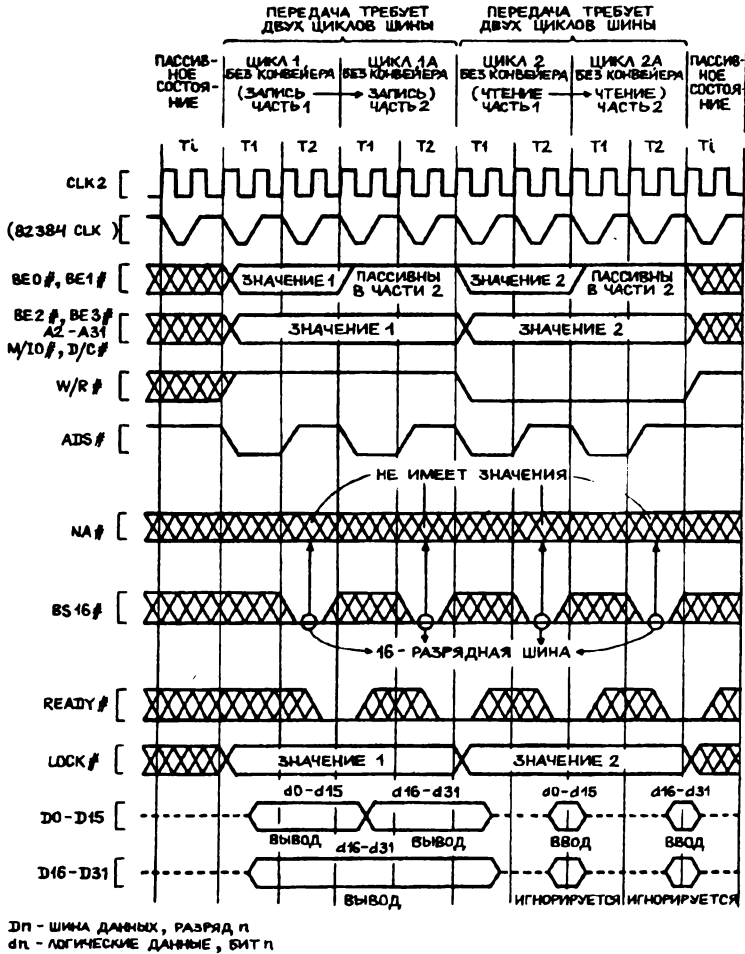 ПЕРЕДАЧА ТРЕБУЕТ
ДВУХ ЦИКЛОВ ШИНЫ
ПЕРЕДАЧА ТРЕБУЕТ
ДВУХ ЦИКЛОВ ШИНЫ
ПАССИВ-
НОЕ
СОСТОЯ-
НИЕ
ЦИКЛ 1
БЕЗ КОНВЕЙЕРА
(ЗАПИСЬ
ЧАСТЬ 1
ЦИКЛ 1А
БЕЗ КОНВЕЙЕРА
ЗАПИСЬ)
ЧАСТЬ 2
ЦИКЛ 2
БЕЗ КОНВЕЙЕРА
(ЧТЕНИЕ
ЧАСТЬ 1
ЦИКЛ 2А
БЕЗ КОНВЕЙЕРА
ЧТЕНИЕ)
ЧАСТЬ 2
ПАССИВ-
НОЕ
СОСТОЯ-
НИЕ
Ti T1 T2 T1 T2 T1 T2 T1 T2 Ti
CLK2
(82384 CLK )
BE0#, BE1# ЗНАЧЕНИЕ 1 ПАССИВНЫ В ЧАСТИ 2 ЗНАЧЕНИЕ 2 ПАССИВНЫ В ЧАСТИ 2
BE2#, BE3#
A2-A31
M/IO#, D/C#
ЗНАЧЕНИЕ 1 ЗНАЧЕНИЕ 2
W/R#
ADS#
НЕ ИМЕЕТ ЗНАЧЕНИЯ
NA#
BS16#
16-РАЗРЯДНАЯ ШИНА
READY#
LOCK# ЗНАЧЕНИЕ 1 ЗНАЧЕНИЕ 2
d0-d15 d16-d31 d0-d15 d16-d31
D0-D15
ВЫВОД ВЫВОД ВВОД ВВОД
d16-d31
D16-D31
ВЫВОД ИГНОРИРУЕТСЯ ИГНОРИРУЕТСЯ
Dn - ШИНА ДАННЫХ, РАЗРЯД n
dn - ЛОГИЧЕСКИЕ ДАННЫЕ, БИТ n